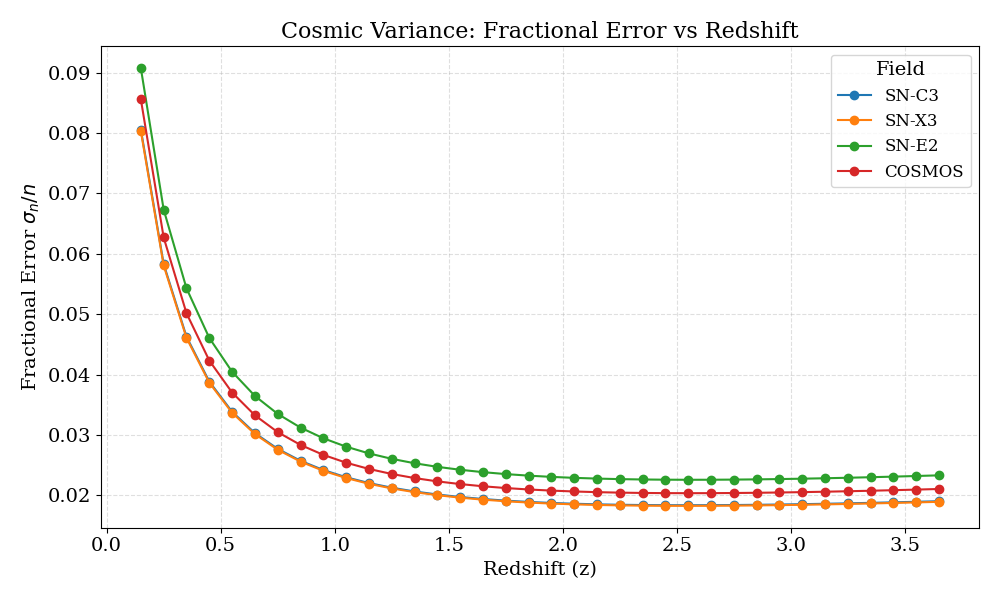 Cosmic Variance: Fractional Error vs Redshift
Fractional Error σₙ/n
0.09
0.08
0.07
0.06
0.05
0.04
0.03
0.02
0.0 0.5 1.0 1.5 2.0 2.5 3.0 3.5
Redshift (z)
Field
SN-C3
SN-X3
SN-E2
COSMOS